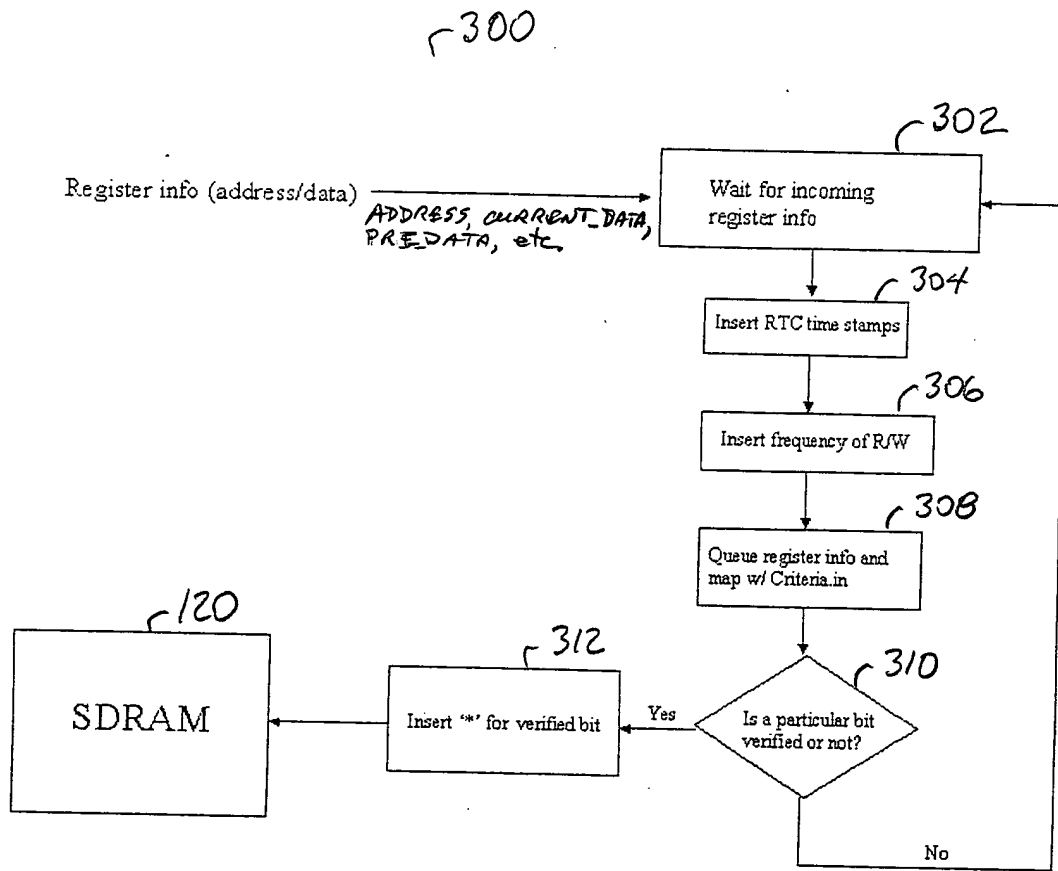 300
302
Register info (address/data)
ADDRESS, CURRENT_DATA,
PRE_DATA, etc.
Wait for incoming
register info
304
Insert RTC time stamps
306
Insert frequency of R/W
308
Queue register info and
map w/ Criteria.in
120
SDRAM
312
Insert '*' for verified bit
Yes
310
Is a particular bit
verified or not?
No